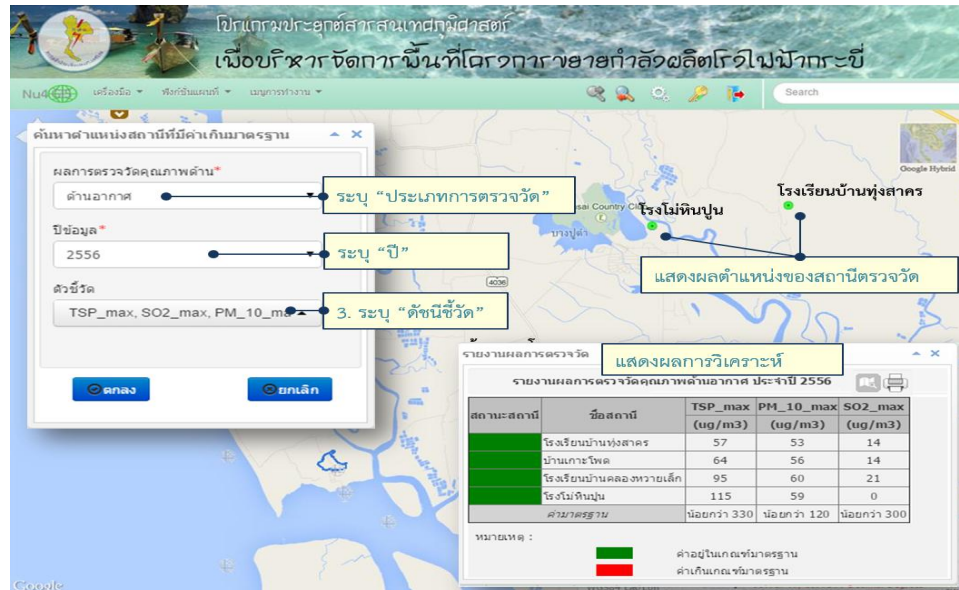 โปรแกรมประยุกต์สารสนเทศภูมิศาสตร์
เพื่อบริหารจัดการพื้นที่โครงการขยายกำลังผลิตโรงไฟฟ้ากระบี่
เครื่องมือ ฟังก์ชันแผนที่ เมนูการทำงาน Search
ค้นหาตำแหน่งสถานีที่มีค่าเกินมาตรฐาน
ผลการตรวจวัดคุณภาพด้าน*
ด้านอากาศ
ระบุ “ประเภทการตรวจวัด”
ปีข้อมูล*
2556
ระบุ “ปี”
ตัวชี้วัด
TSP_max, SO2_max, PM_10_ma
3. ระบุ “ดัชนีชี้วัด”
ตกลง ยกเลิก
Google Hybrid
โรงเรียนบ้านทุ่งสาคร
Country
โรงโม่หินปูน
บางปูดำ
แสดงผลตำแหน่งของสถานีตรวจวัด
4036
รายงานผลการตรวจวัด
แสดงผลการวิเคราะห์
รายงานผลการตรวจวัดคุณภาพด้านอากาศ ประจำปี 2556
สถานะสถานี ชื่อสถานี TSP_max PM_10_max SO2_max
(ug/m3) (ug/m3) (ug/m3)
โรงเรียนบ้านทุ่งสาคร 57 53 14
บ้านเกาะโพต 64 56 14
โรงเรียนบ้านคลองหวายเล็ก 95 60 21
โรงโม่หินปูน 115 59 0
ค่ามาตรฐาน น้อยกว่า 330 น้อยกว่า 120 น้อยกว่า 300
หมายเหตุ :
ค่าอยู่ในเกณฑ์มาตรฐาน
ค่าเกินเกณฑ์มาตรฐาน
Google